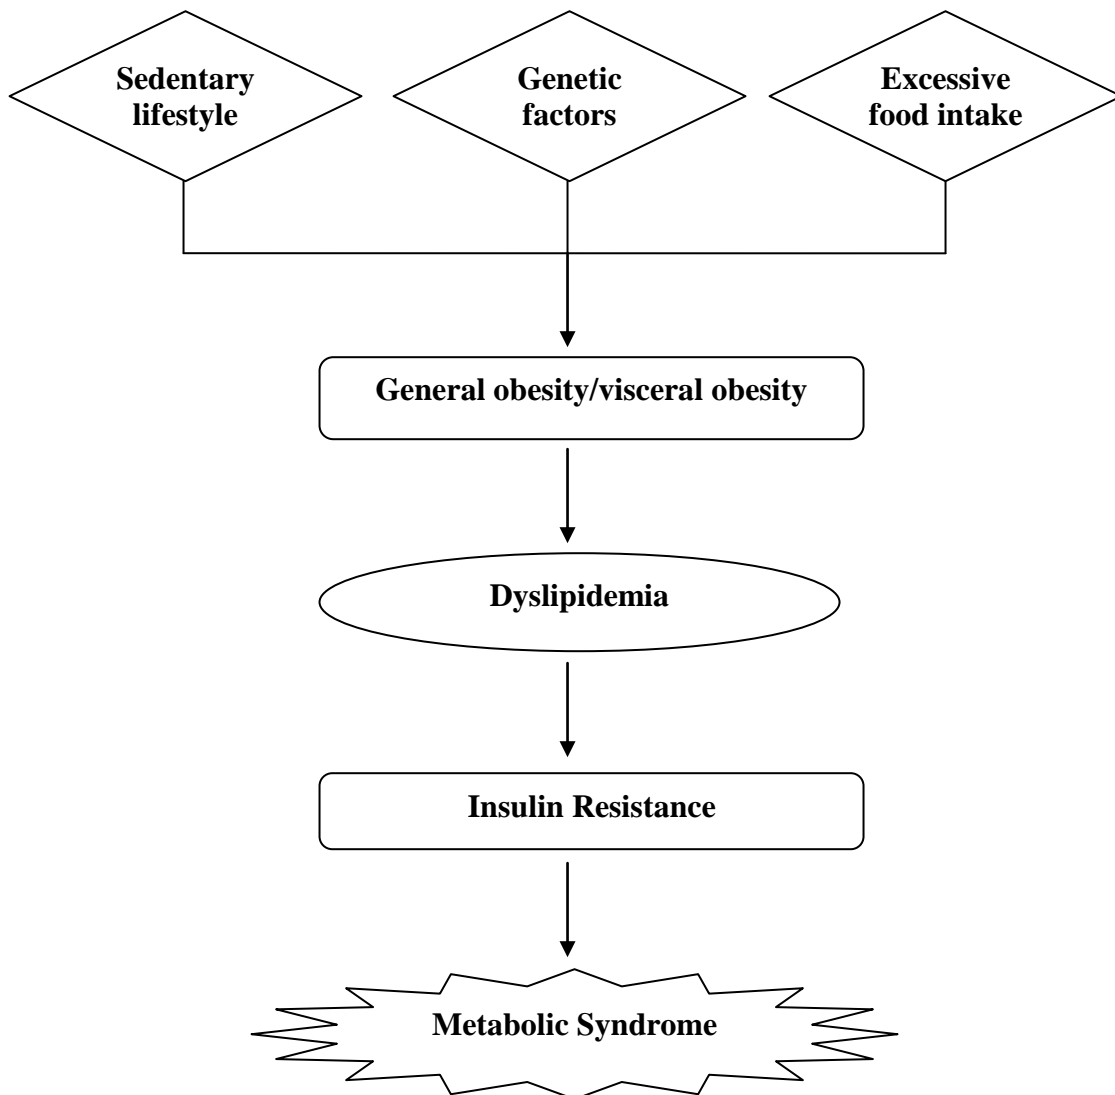 Sedentary
lifestyle
Genetic
factors
Excessive
food intake
General obesity/visceral obesity
Dyslipidemia
Insulin Resistance
Metabolic Syndrome